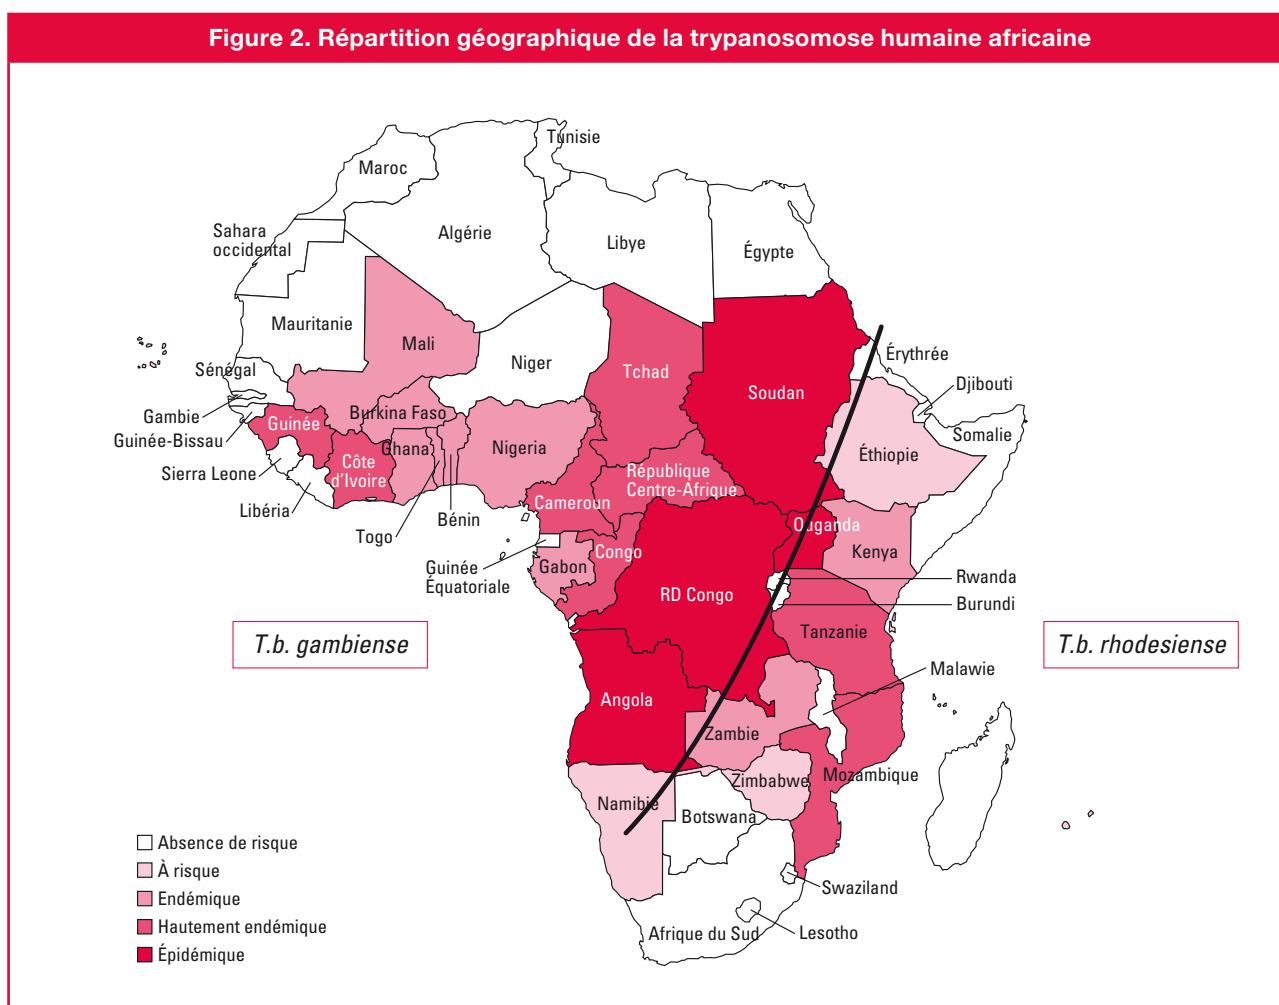 Figure 2. Répartition géographique de la trypanosomose humaine africaine
Tunisie
Maroc
Algérie
Libye
Égypte
Sahara
occidental
Mauritanie
Mali
Niger
Tchad
Soudan
Érythrée
Djibouti
Sénégal
Gambie
Guinée-Bissau
Guinée
Burkina Faso
Ghana
Nigeria
Éthiopie
Somalie
Sierra Leone
Côte
d'Ivoire
République
Centre-Afrique
Cameroun
Libéria
Togo
Bénin
Ouganda
Kenya
Guinée
Équatoriale
Gabon
Congo
RD Congo
Rwanda
Burundi
T.b. gambiense
Tanzanie
T.b. rhodesiense
Malawie
Angola
Zambie
Zimbabwe
Mozambique
Namibie
Botswana
Absence de risque
À risque
Endémique
Hautement endémique
Épidémique
Swaziland
Afrique du Sud
Lesotho